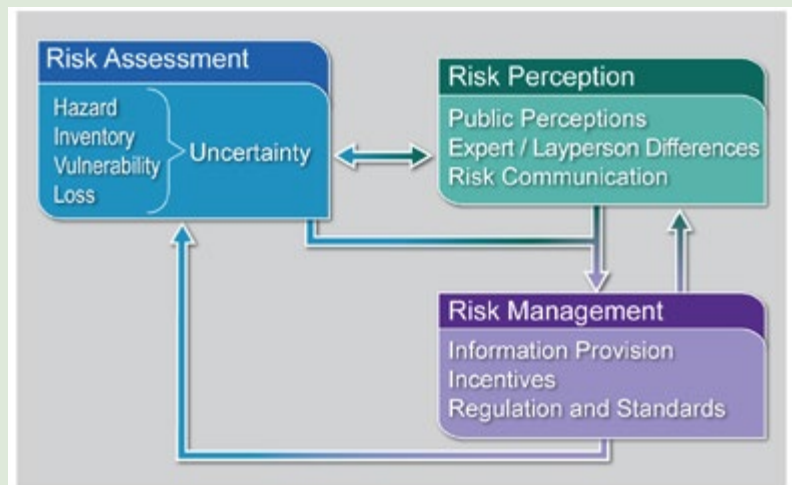 Risk Assessment
Hazard
Inventory
Vulnerability
Loss
Uncertainty
Risk Perception
Public Perceptions
Expert / Layperson Differences
Risk Communication
Risk Management
Information Provision
Incentives
Regulation and Standards